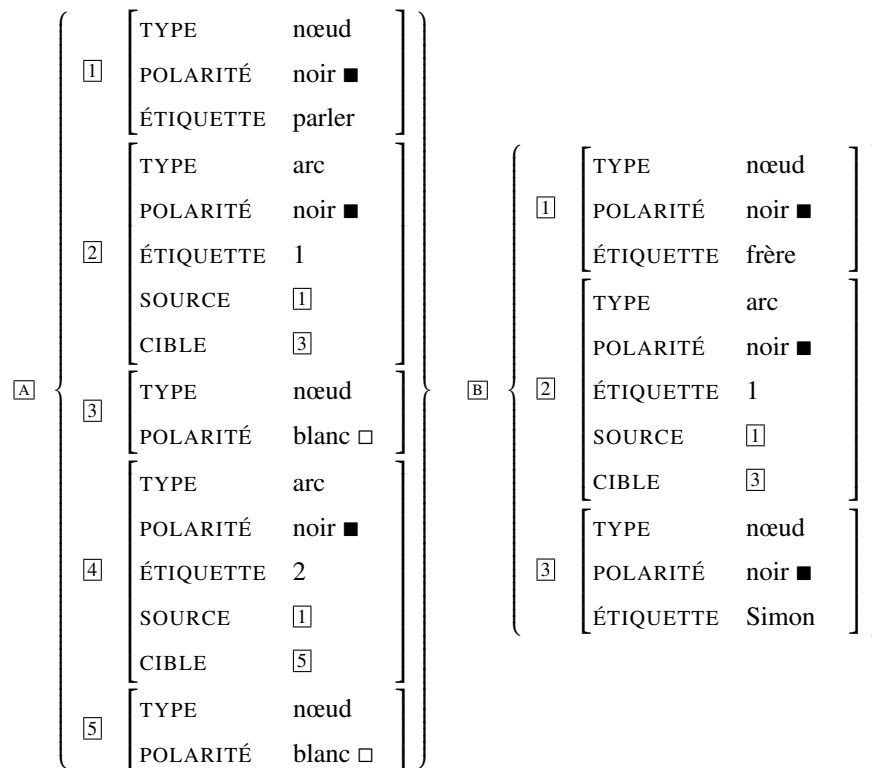 A
1
TYPE nœud
POLARITÉ noir ■
ÉTIQUETTE parler
2
TYPE arc
POLARITÉ noir ■
ÉTIQUETTE 1
SOURCE 1
CIBLE 3
3
TYPE nœud
POLARITÉ blanc □
4
TYPE arc
POLARITÉ noir ■
ÉTIQUETTE 2
SOURCE 1
CIBLE 5
5
TYPE nœud
POLARITÉ blanc □
B
1
TYPE nœud
POLARITÉ noir ■
ÉTIQUETTE frère
2
TYPE arc
POLARITÉ noir ■
ÉTIQUETTE 1
SOURCE 1
CIBLE 3
3
TYPE nœud
POLARITÉ noir ■
ÉTIQUETTE Simon